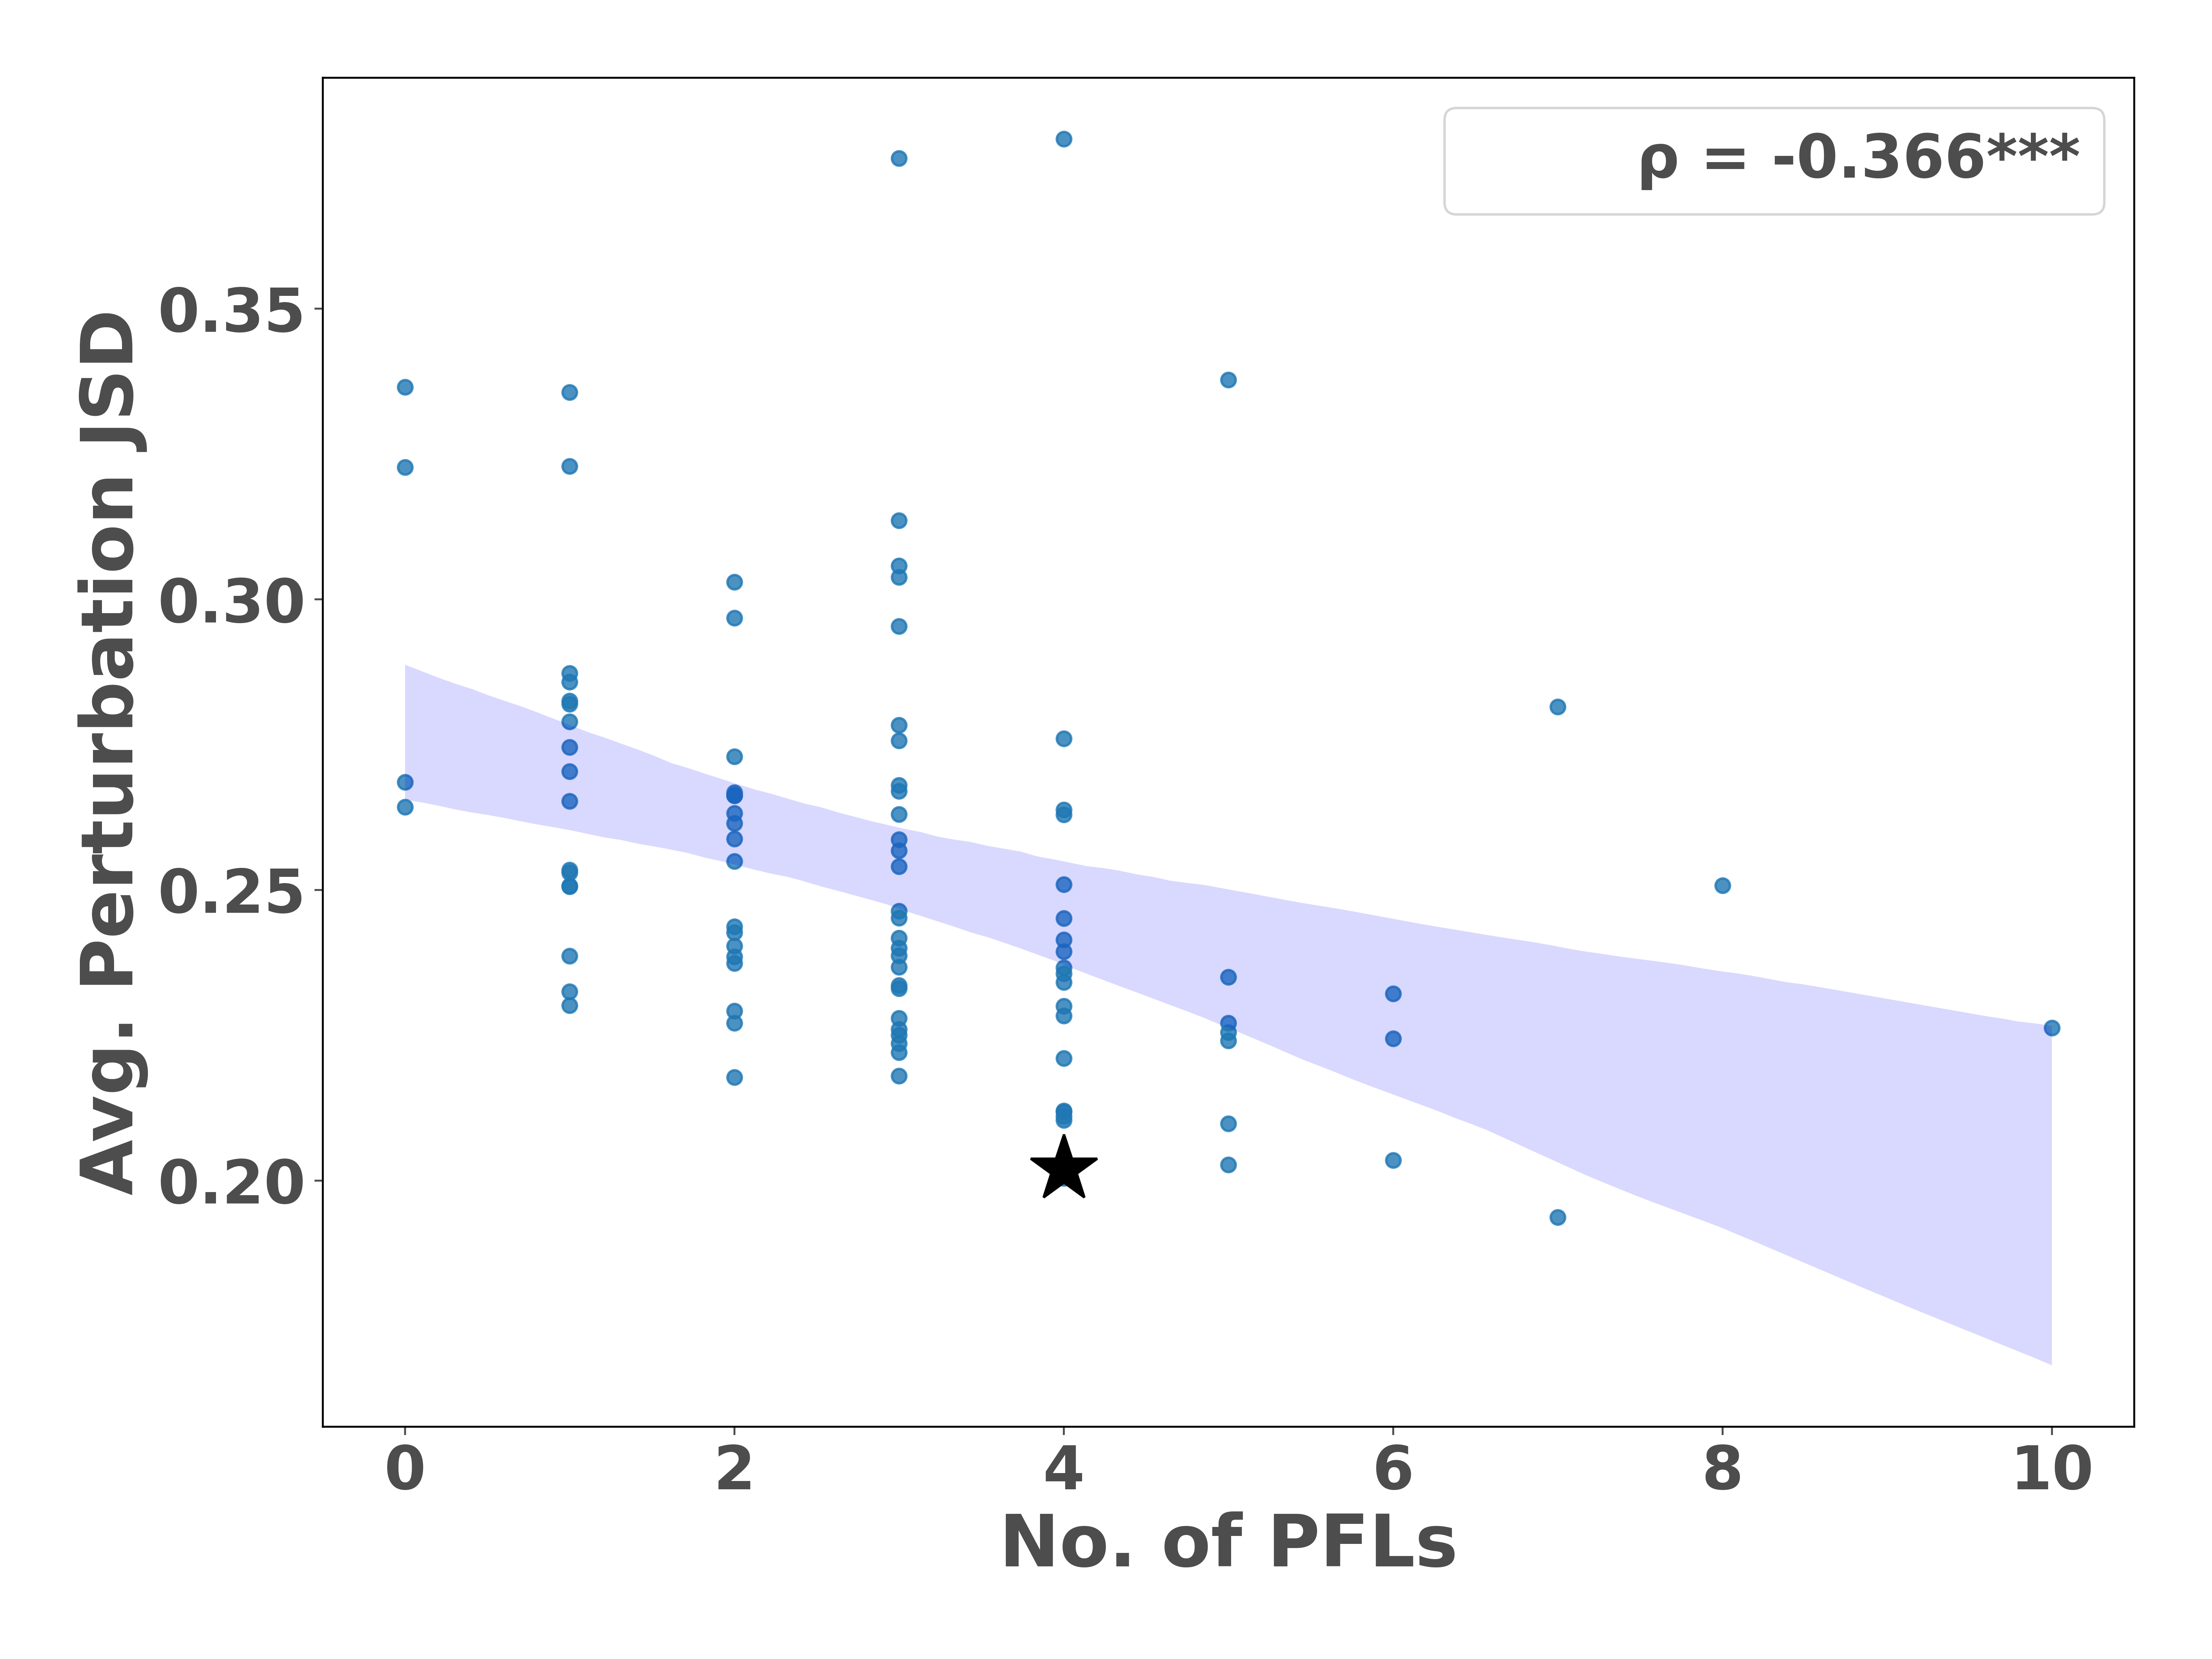 ρ = -0.366***
Avg. Perturbation JSD
0.35
0.30
0.25
0.20
0 2 4 6 8 10
No. of PFLs